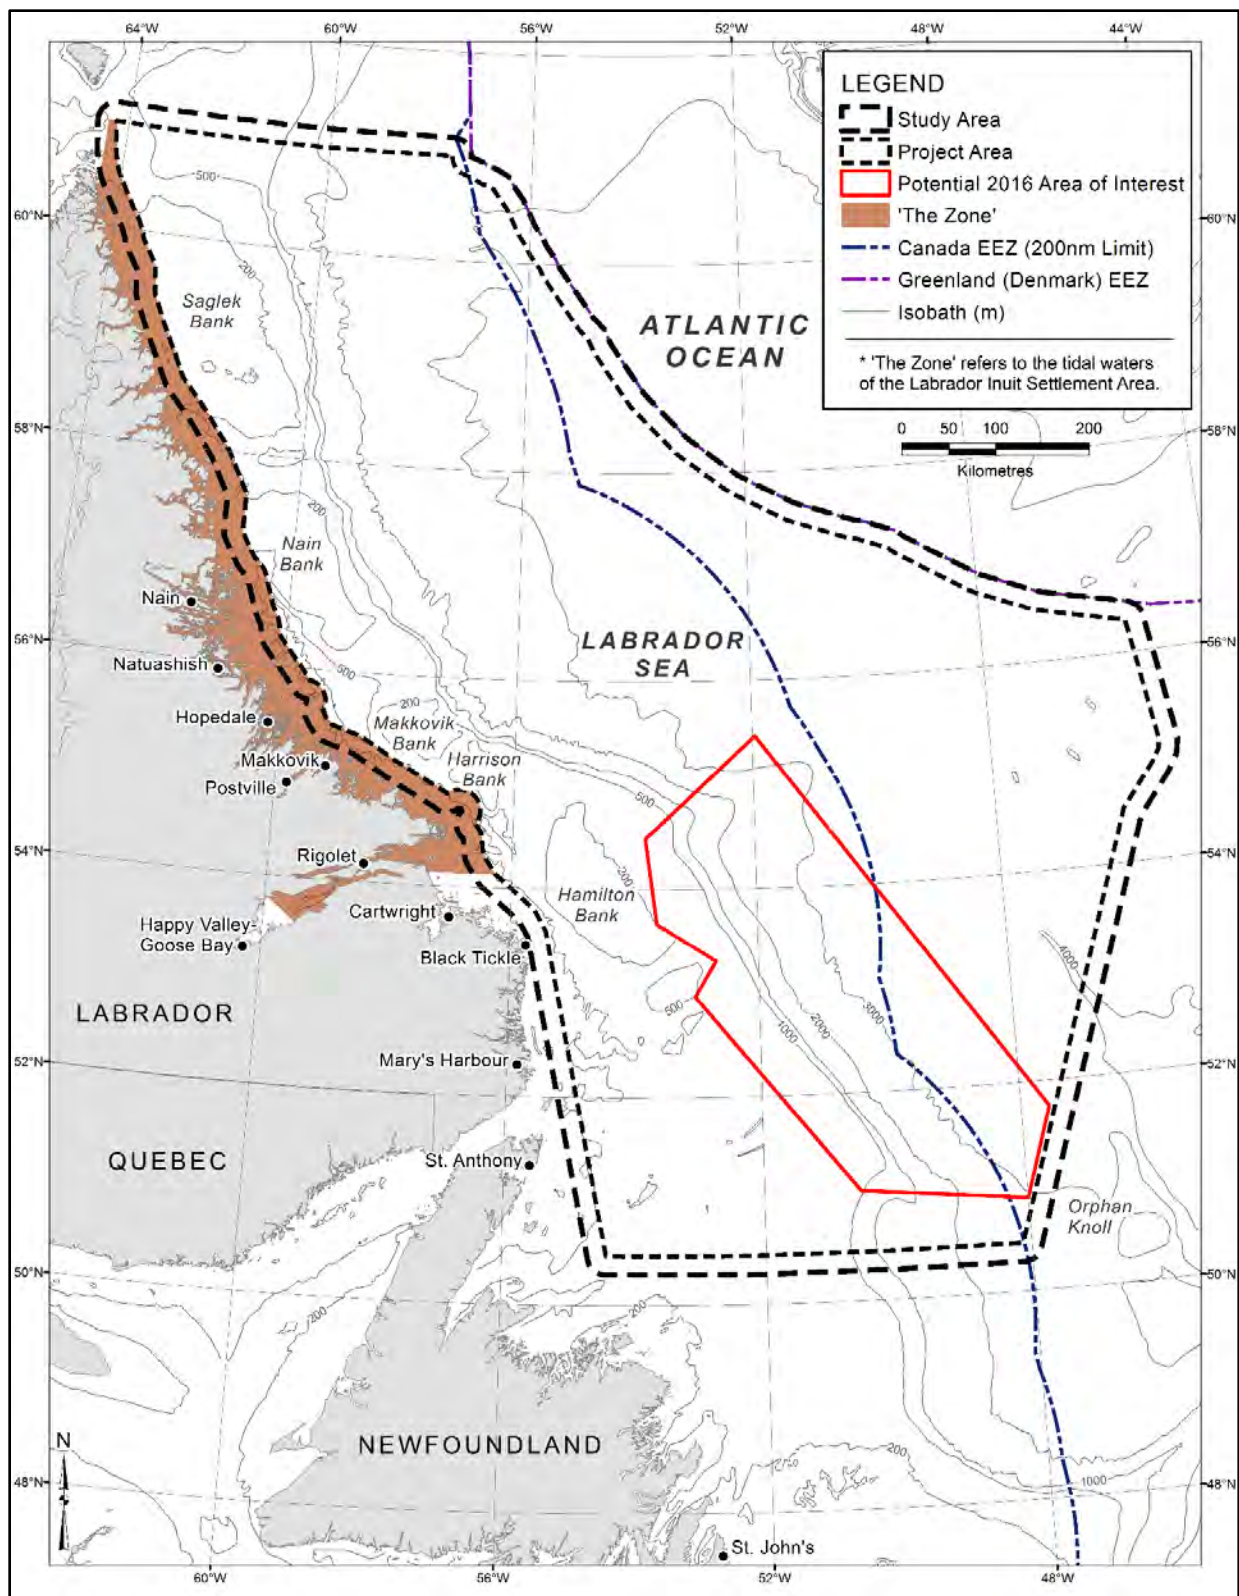 64°W
60°W
56°W
52°W
48°W
44°W
LEGEND
Study Area
Project Area
Potential 2016 Area of Interest
'The Zone'
Canada EEZ (200nm Limit)
Greenland (Denmark) EEZ
Isobath (m)
* 'The Zone' refers to the tidal waters
of the Labrador Inuit Settlement Area.
0 50 100 200
Kilometres
60°N
60°N
500
200
Saglek
Bank
ATLANTIC
OCEAN
58°N
58°N
200
Nain
Bank
Nain
56°N
56°N
LABRADOR
SEA
Natuashish
500
200
Hopedale
Makkovik
Bank
Harrison
Bank
Makkovik
Postville
500
54°N
54°N
Rigolet
200
Hamilton
Bank
Cartwright
Happy Valley-
Goose Bay
Black Tickle
4000
500
1000
2000
3000
LABRADOR
52°N
52°N
Mary's Harbour
QUEBEC
St. Anthony
Orphan
Knoll
50°N
50°N
200
200
NEWFOUNDLAND
N
200
1000
48°N
48°N
St. John's
60°W
56°W
52°W
48°W